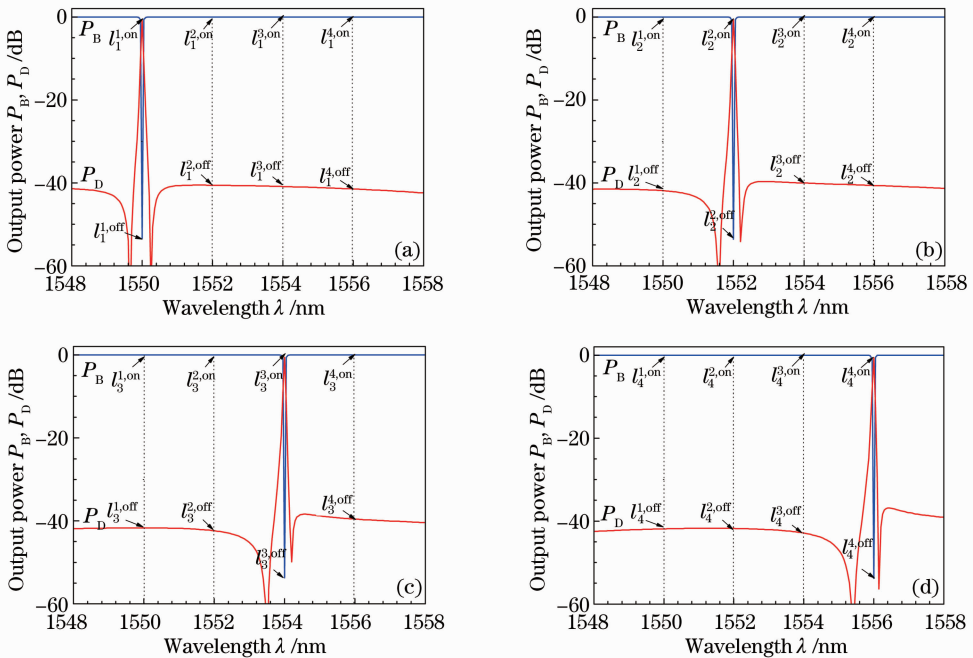 Output power P_B, P_D /dB
0
−20
−40
−60
P_B
l_1^{1,on} l_1^{2,on} l_1^{3,on} l_1^{4,on}
P_D
l_1^{2,off} l_1^{3,off} l_1^{4,off}
l_1^{1,off}
(a)
1548 1550 1552 1554 1556 1558
Wavelength λ /nm
Output power P_B, P_D /dB
0
−20
−40
−60
P_B
l_2^{1,on} l_2^{2,on} l_2^{3,on} l_2^{4,on}
P_D
l_2^{1,off} l_2^{3,off} l_2^{4,off}
l_2^{2,off}
(b)
1548 1550 1552 1554 1556 1558
Wavelength λ /nm
Output power P_B, P_D /dB
0
−20
−40
−60
P_B
l_3^{1,on} l_3^{2,on} l_3^{3,on} l_3^{4,on}
P_D
l_3^{1,off} l_3^{2,off} l_3^{4,off}
l_3^{3,off}
(c)
1548 1550 1552 1554 1556 1558
Wavelength λ /nm
Output power P_B, P_D /dB
0
−20
−40
−60
P_B
l_4^{1,on} l_4^{2,on} l_4^{3,on} l_4^{4,on}
P_D
l_4^{1,off} l_4^{2,off} l_4^{3,off}
l_4^{4,off}
(d)
1548 1550 1552 1554 1556 1558
Wavelength λ /nm